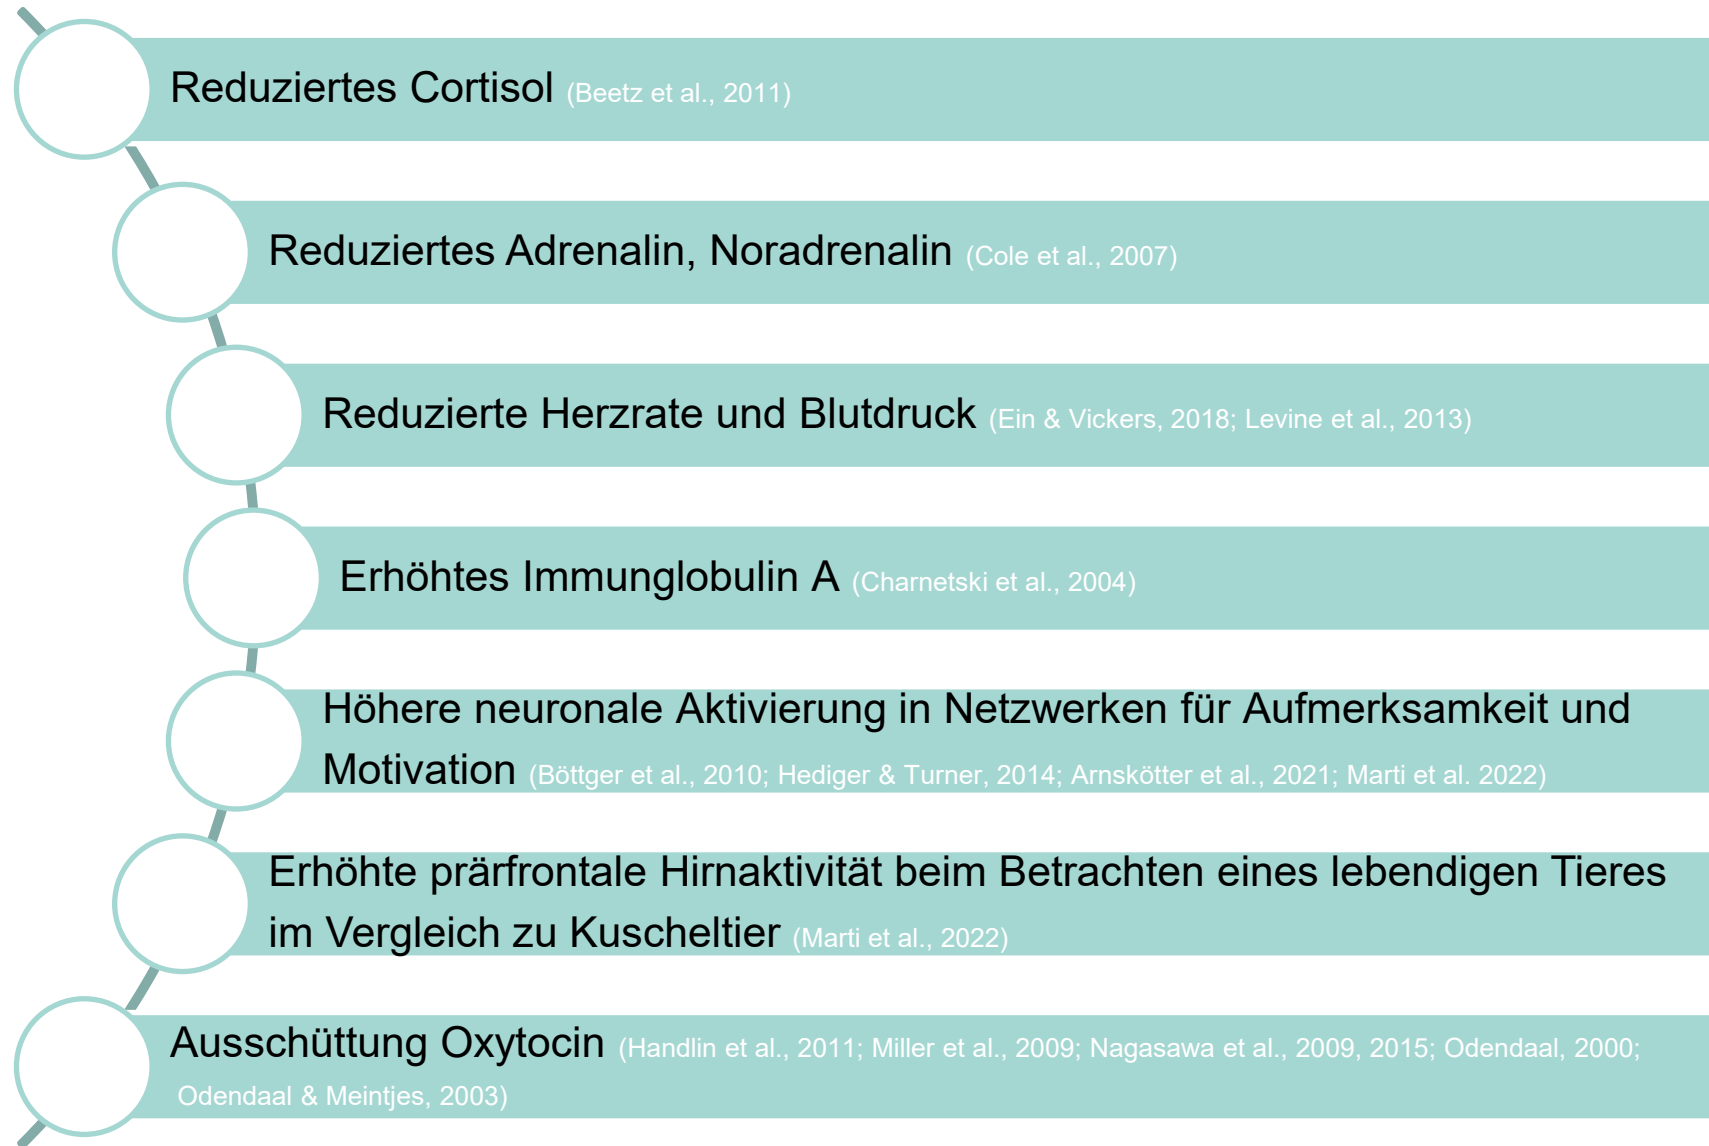 Reduziertes Cortisol (Beetz et al., 2011)
Reduziertes Adrenalin, Noradrenalin (Cole et al., 2007)
Reduzierte Herzrate und Blutdruck (Ein & Vickers, 2018; Levine et al., 2013)
Erhöhtes Immunglobulin A (Charnetski et al., 2004)
Höhere neuronale Aktivierung in Netzwerken für Aufmerksamkeit und
Motivation (Böttger et al., 2010; Hediger & Turner, 2014; Arnskötter et al., 2021; Marti et al. 2022)
Erhöhte prärfrontale Hirnaktivität beim Betrachten eines lebendigen Tieres
im Vergleich zu Kuscheltier (Marti et al., 2022)
Ausschüttung Oxytocin (Handlin et al., 2011; Miller et al., 2009; Nagasawa et al., 2009, 2015; Odendaal, 2000;
Odendaal & Meintjes, 2003)